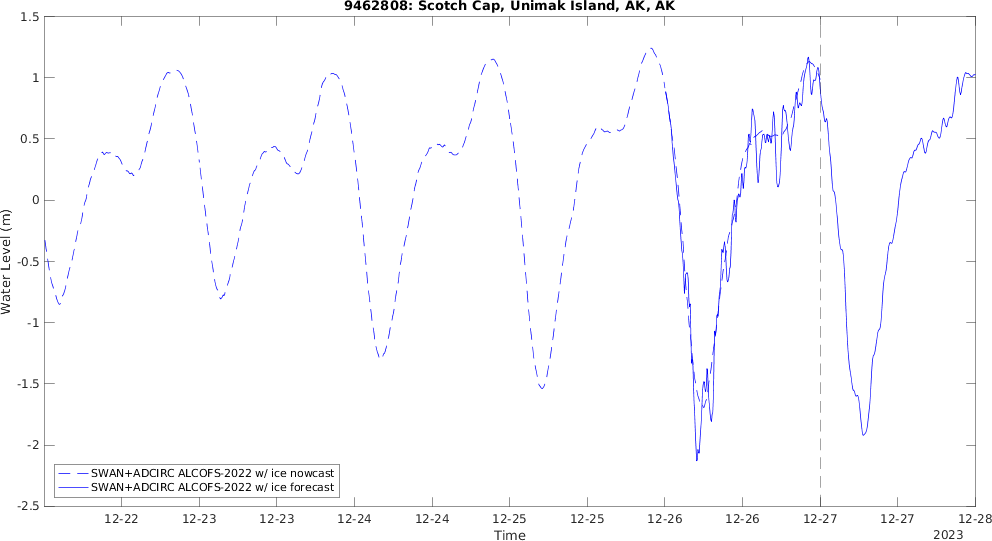 9462808: Scotch Cap, Unimak Island, AK, AK
1.5
1
0.5
0
-0.5
-1
-1.5
-2
-2.5
Water Level (m)
SWAN+ADCIRC ALCOFS-2022 w/ ice nowcast
SWAN+ADCIRC ALCOFS-2022 w/ ice forecast
12-22 12-23 12-23 12-24 12-24 12-25 12-25 12-26 12-26 12-27 12-27 12-28
Time
2023